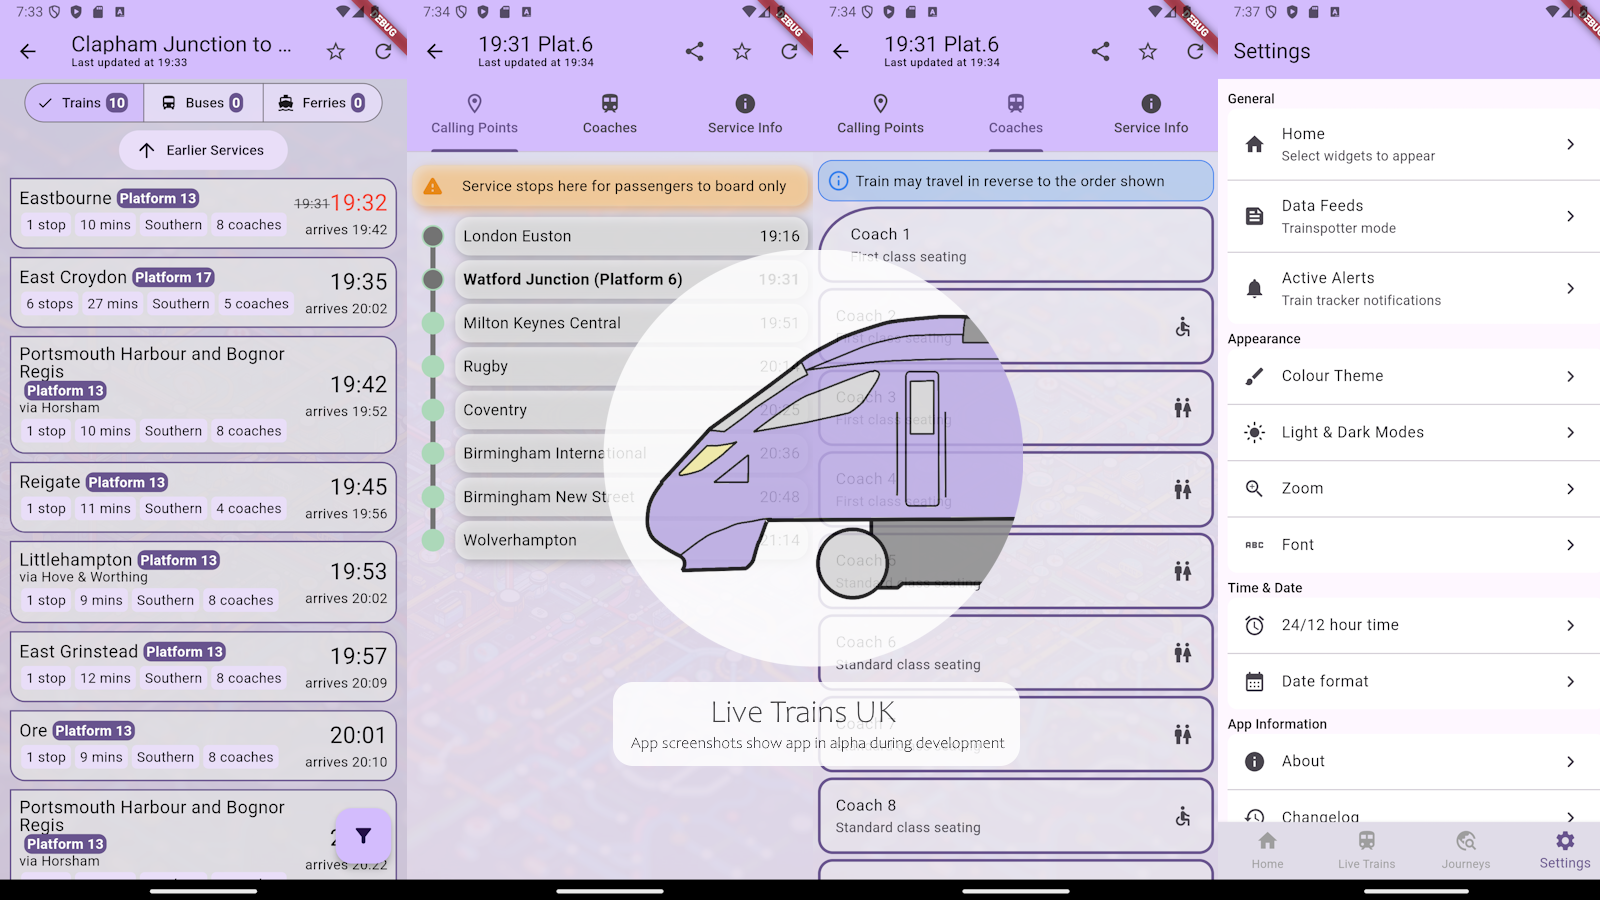 7:33
Clapham Junction to ...
Last updated at 19:33
DEBUG
Trains 10
Buses 0
Ferries 0
Earlier Services
Eastbourne Platform 13
19:31 19:32
1 stop 10 mins Southern 8 coaches
arrives 19:42
East Croydon Platform 17
19:35
6 stops 27 mins Southern 5 coaches
arrives 20:02
Portsmouth Harbour and Bognor
Regis
Platform 13
19:42
via Horsham
arrives 19:52
1 stop 10 mins Southern 8 coaches
Reigate Platform 13
19:45
1 stop 11 mins Southern 4 coaches
arrives 19:56
Littlehampton Platform 13
via Hove & Worthing
19:53
1 stop 9 mins Southern 8 coaches
arrives 20:02
East Grinstead Platform 13
19:57
1 stop 12 mins Southern 8 coaches
arrives 20:09
Ore Platform 13
20:01
1 stop 9 mins Southern 8 coaches
arrives 20:10
Portsmouth Harbour and Bognor
Regis
Platform 13
via Horsham
arrives 20:22
7:34
19:31 Plat.6
Last updated at 19:34
DEBUG
Calling Points
Coaches
Service Info
Service stops here for passengers to board only
London Euston 19:16
Watford Junction (Platform 6) 19:31
Milton Keynes Central 19:51
Rugby
Coventry 20:25
Birmingham International 20:36
Birmingham New Street 20:48
Wolverhampton 21:14
7:34
19:31 Plat.6
Last updated at 19:34
DEBUG
Calling Points
Coaches
Service Info
Train may travel in reverse to the order shown
Coach 1
First class seating
Coach 2
First class seating
Coach 3
First class seating
Coach 4
First class seating
Coach 5
Standard class seating
Coach 6
Standard class seating
Coach 7
Coach 8
Standard class seating
Live Trains UK
App screenshots show app in alpha during development
7:37
DEBUG
Settings
General
Home
Select widgets to appear
Data Feeds
Trainspotter mode
Active Alerts
Train tracker notifications
Appearance
Colour Theme
Light & Dark Modes
Zoom
ABC
Font
Time & Date
24/12 hour time
Date format
App Information
About
Changelog
Home
Live Trains
Journeys
Settings